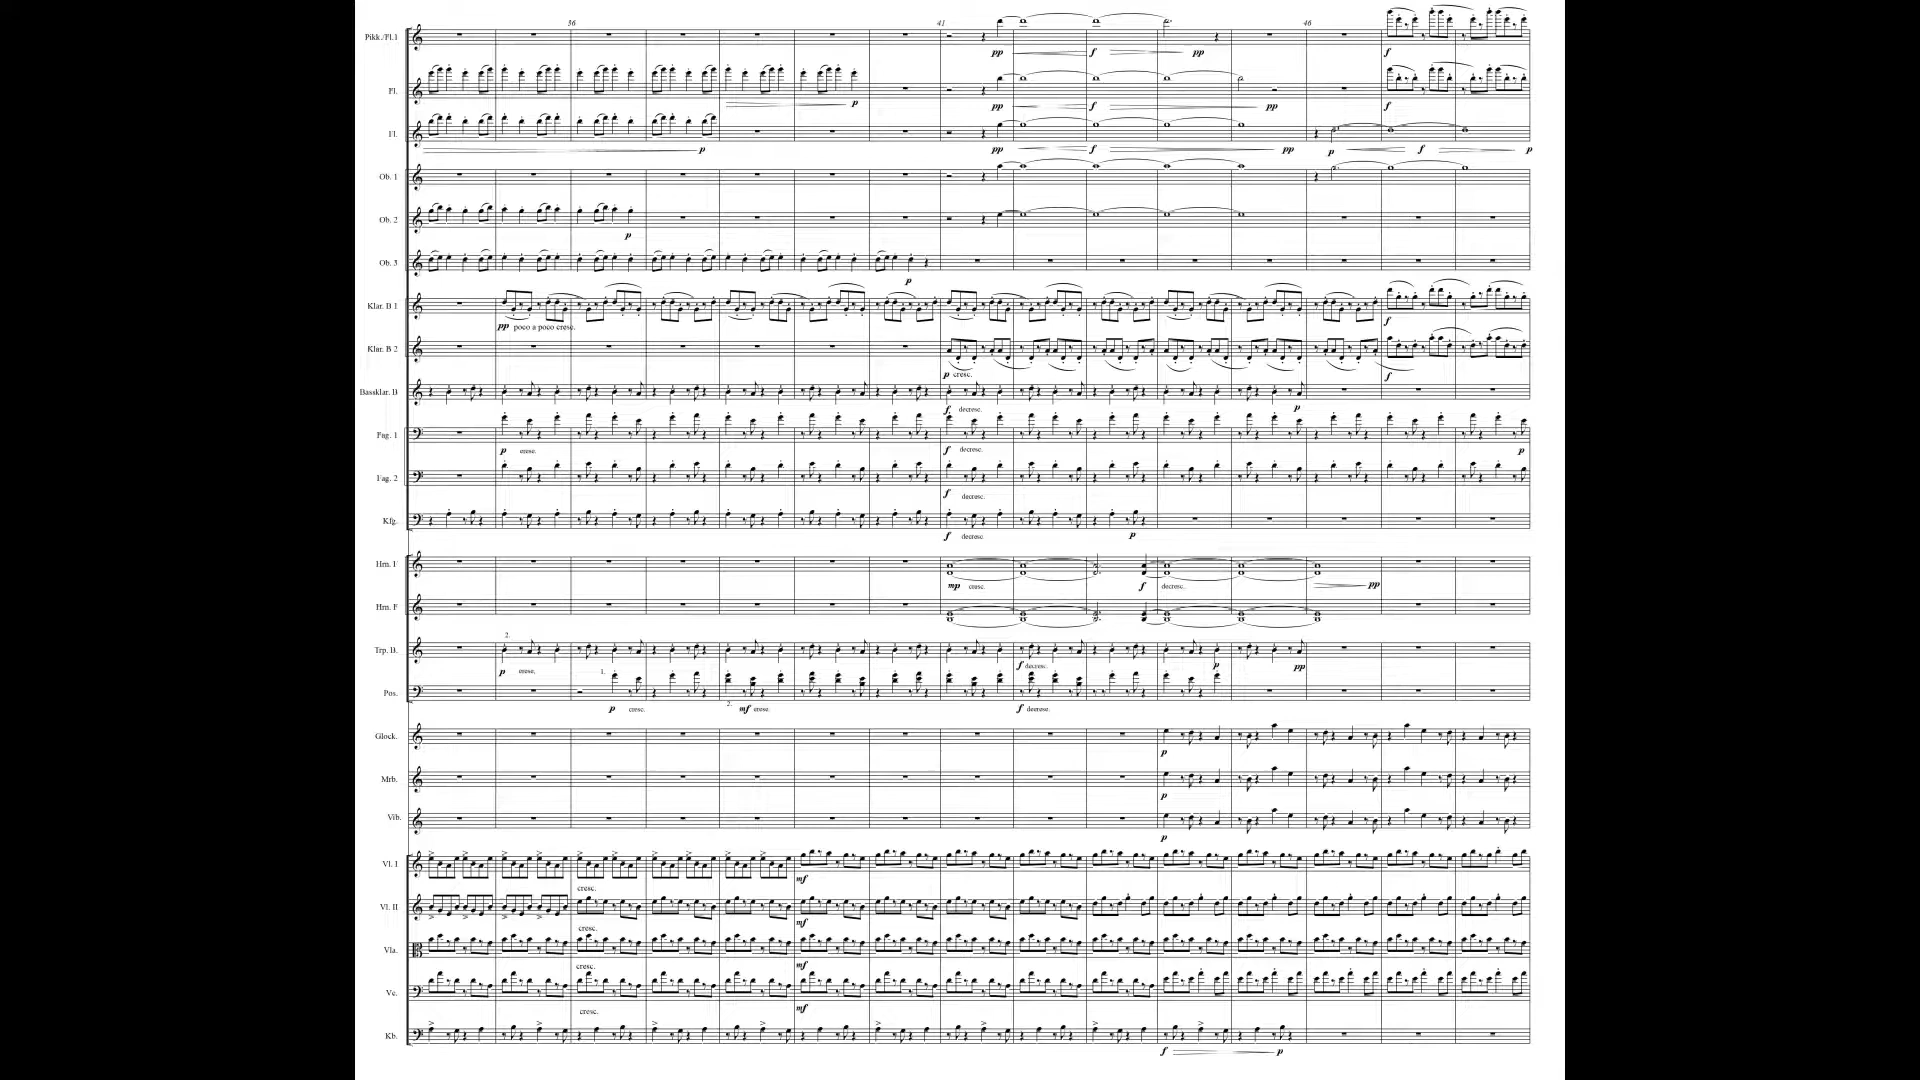 36 41 46
Pikk./Fl.1
pp f pp f
Fl.
p pp f pp f
Fl.
p pp f pp p f p
Ob. 1
Ob. 2
p
Ob. 3
p
Klar. B 1
pp poco a poco cresc. f
Klar. B 2
p cresc. f
Bassklar. B
f decresc. p
Fag. 1
p cresc. f decresc. p
Fag. 2
f decresc.
Kfg.
f decresc. p
Hrn. F
mp cresc. f decresc. pp
Hrn. F
2.
Trp. B.
p cresc. f decresc. p pp
1.
Pos.
p cresc. 2. mf cresc. f decresc.
Glock.
p
Mrb.
p
Vib.
p
Vl. I
cresc. mf
Vl. II
cresc. mf
Vla.
cresc. mf
Vc.
cresc. mf
Kb.
f p